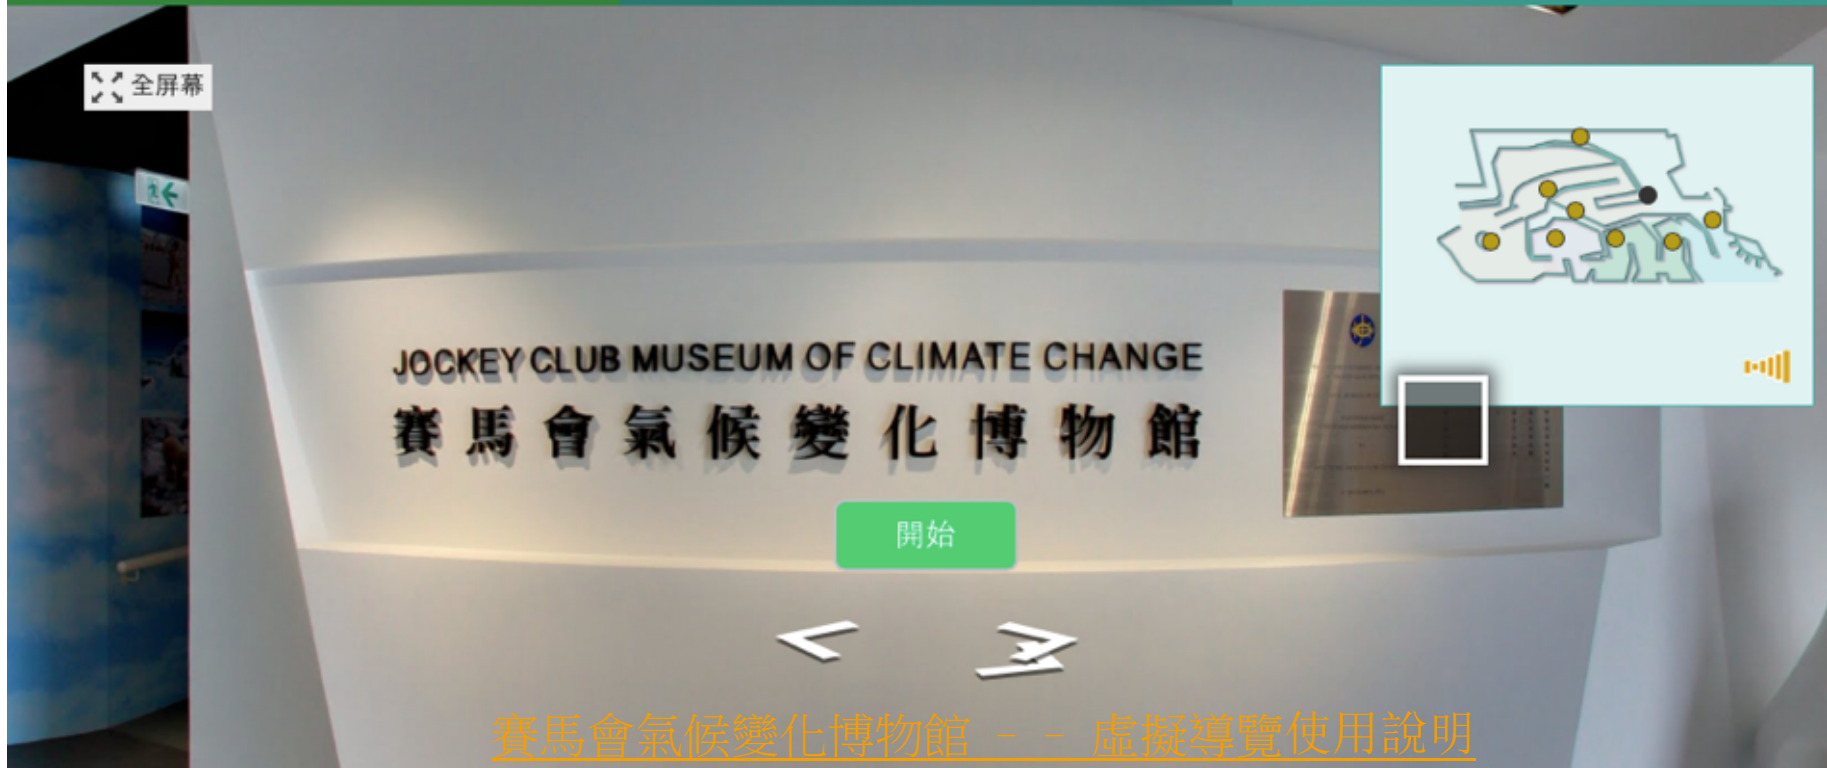 全屏幕
JOCKEY CLUB MUSEUM OF CLIMATE CHANGE
賽馬會氣候變化博物館
開始
賽馬會氣候變化博物館 －－ 虛擬導覽使用說明